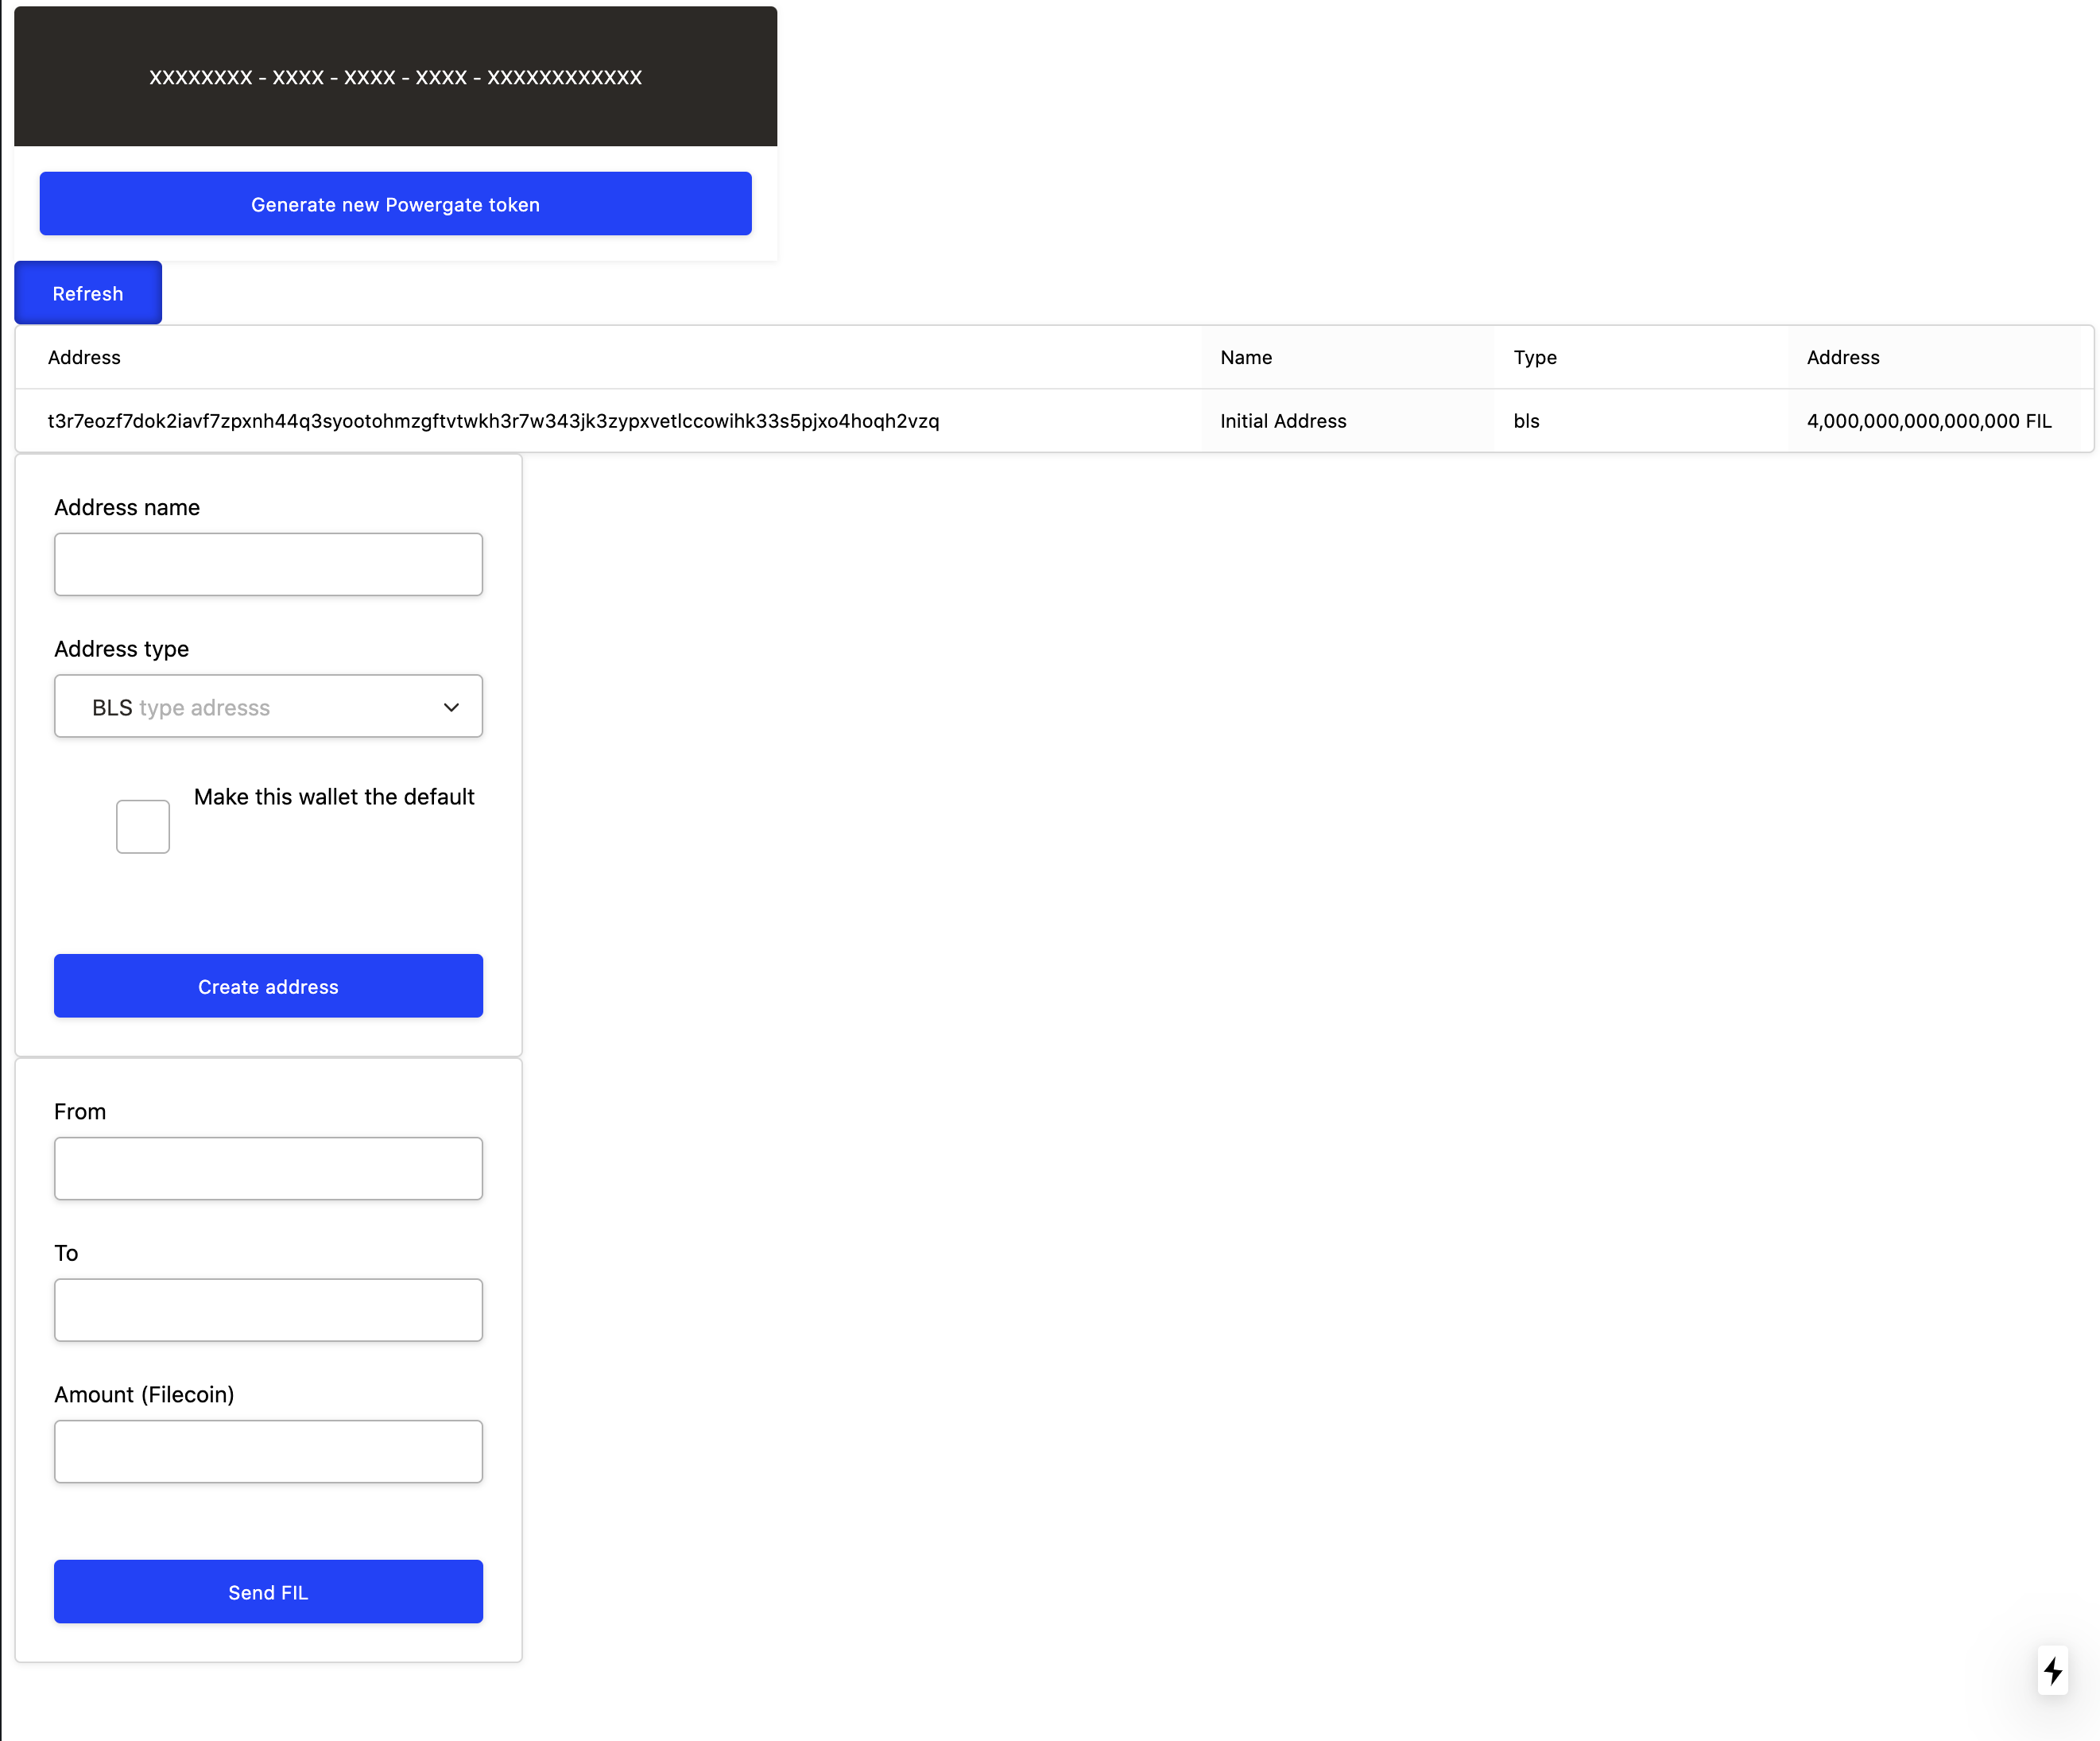 XXXXXXXX - XXXX - XXXX - XXXX - XXXXXXXXXXXX
Generate new Powergate token
Refresh
Address Name Type Address
t3r7eozf7dok2iavf7zpxnh44q3syootohmzgftvtwkh3r7w343jk3zypxvetlccowihk33s5pjxo4hoqh2vzq Initial Address bls 4,000,000,000,000,000 FIL
Address name
Address type
BLS type adresss
Make this wallet the default
Create address
From
To
Amount (Filecoin)
Send FIL